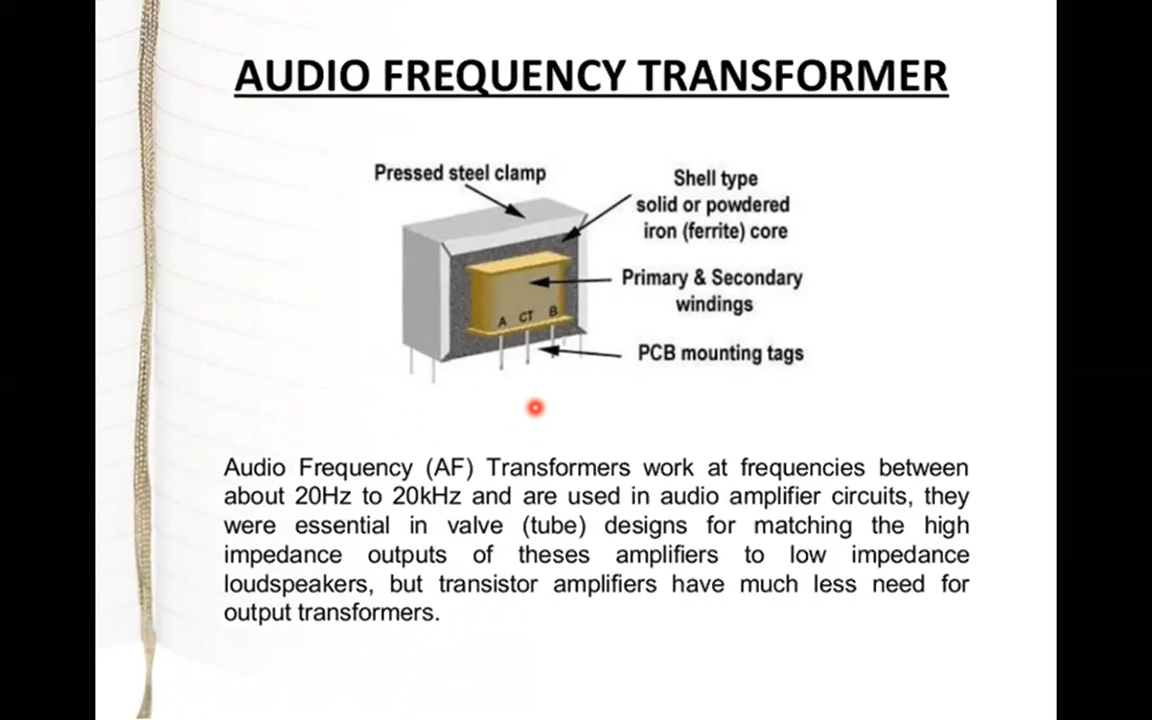 AUDIO FREQUENCY TRANSFORMER
Pressed steel clamp
Shell type
solid or powdered
iron (ferrite) core
Primary & Secondary
windings
A CT B
PCB mounting tags
Audio Frequency (AF) Transformers work at frequencies between
about 20Hz to 20kHz and are used in audio amplifier circuits, they
were essential in valve (tube) designs for matching the high
impedance outputs of theses amplifiers to low impedance
loudspeakers, but transistor amplifiers have much less need for
output transformers.